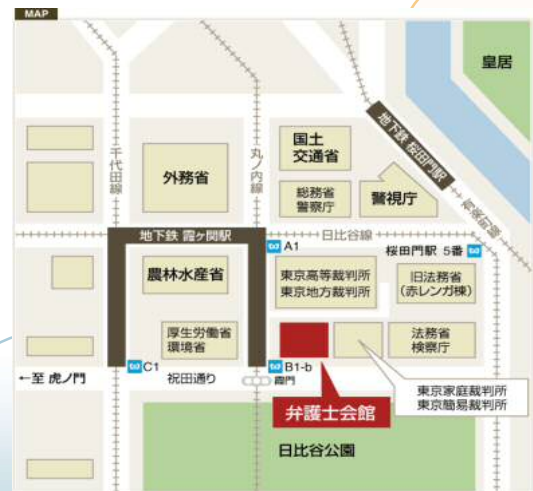 MAP
皇居
地下鉄 桜田門駅
有楽町線
国土
交通省
千代田線
丸ノ内線
外務省
総務省
警察庁
警視庁
地下鉄 霞ヶ関駅
日比谷線
A1
桜田門駅 5番
農林水産省
東京高等裁判所
東京地方裁判所
旧法務省
(赤レンガ棟)
厚生労働省
環境省
法務省
検察庁
←至 虎ノ門
C1
祝田通り
B1-b
霞門
東京家庭裁判所
東京簡易裁判所
弁護士会館
日比谷公園